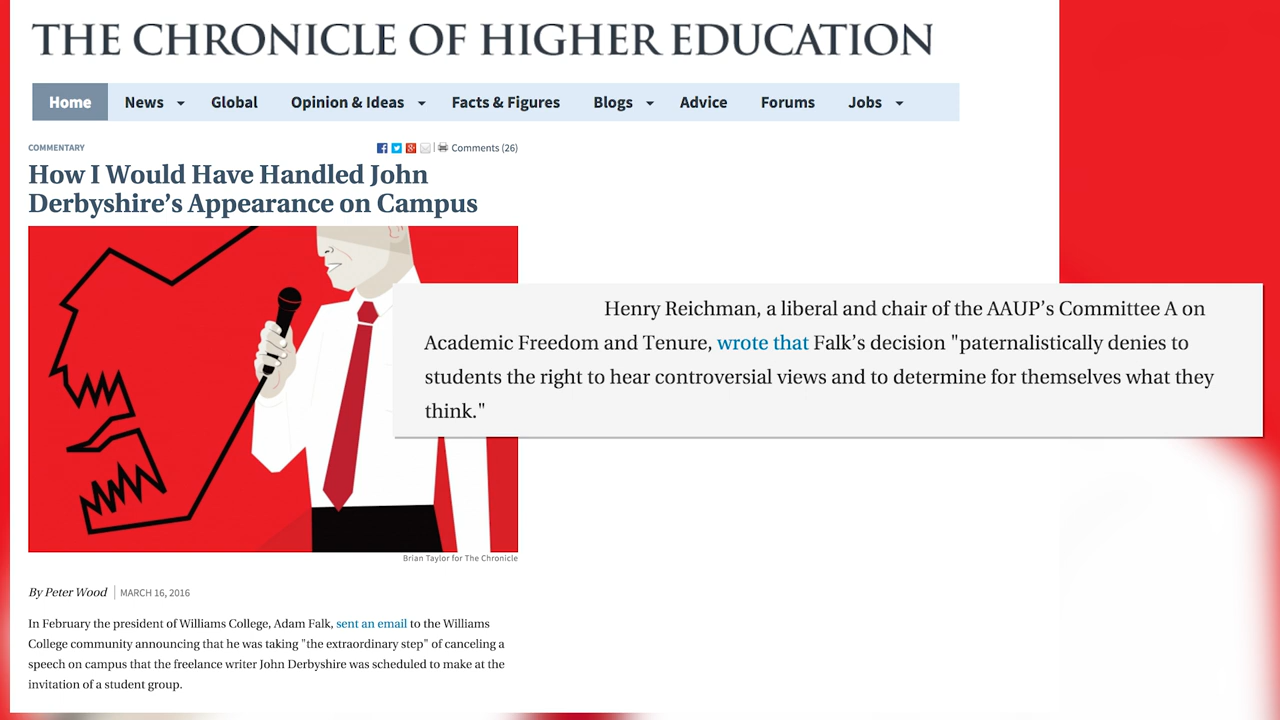 THE CHRONICLE OF HIGHER EDUCATION
Home News Global Opinion & Ideas Facts & Figures Blogs Advice Forums Jobs
COMMENTARY
Comments (26)
How I Would Have Handled John
Derbyshire's Appearance on Campus
Henry Reichman, a liberal and chair of the AAUP's Committee A on
Academic Freedom and Tenure, wrote that Falk's decision "paternalistically denies to
students the right to hear controversial views and to determine for themselves what they
think."
Brian Taylor for The Chronicle
By Peter Wood | MARCH 16, 2016
In February the president of Williams College, Adam Falk, sent an email to the Williams
College community announcing that he was taking "the extraordinary step" of canceling a
speech on campus that the freelance writer John Derbyshire was scheduled to make at the
invitation of a student group.